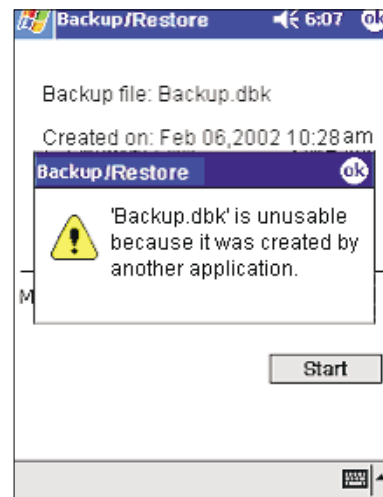 Backup/Restore 6:07 ok
Backup file: Backup.dbk
Created on: Feb 06,2002 10:28am
Backup/Restore ok
'Backup.dbk' is unusable
because it was created by
another application.
M
Start